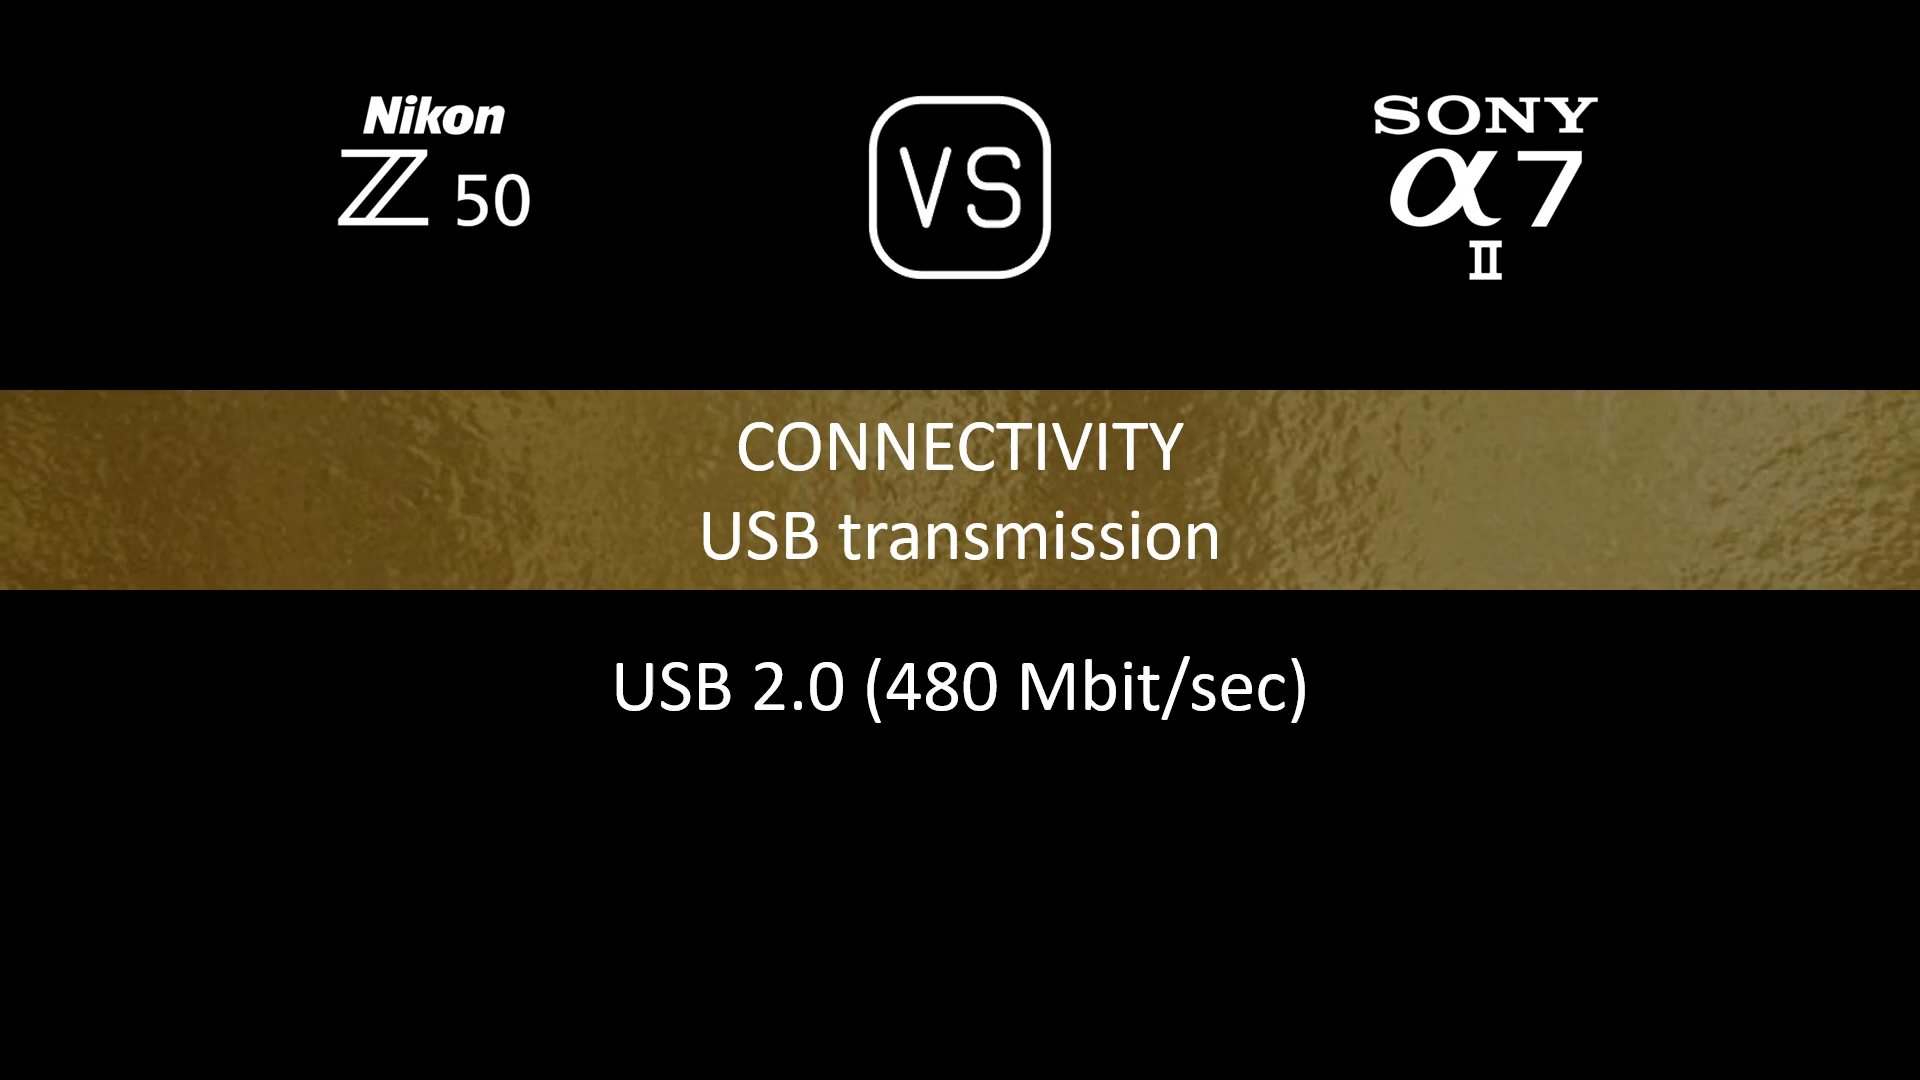 Nikon
Z 50
VS
SONY
α7
II
CONNECTIVITY
USB transmission
USB 2.0 (480 Mbit/sec)